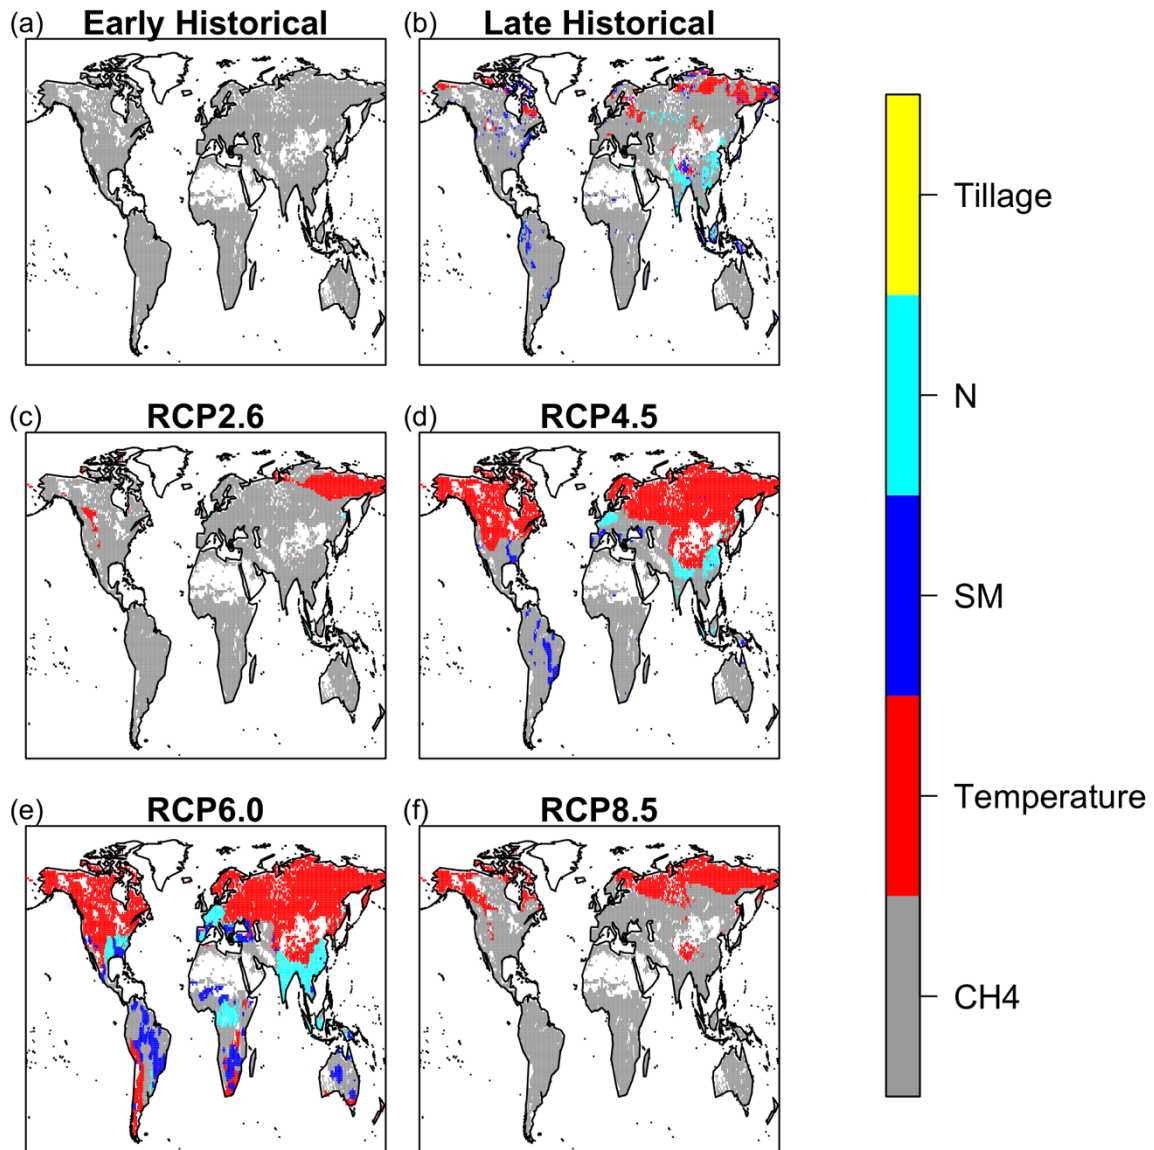 (a) Early Historical
(b) Late Historical
(c) RCP2.6
(d) RCP4.5
(e) RCP6.0
(f) RCP8.5
Tillage
N
SM
Temperature
CH4